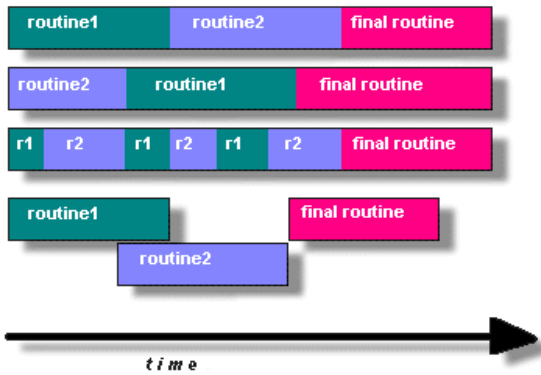 routine1 routine2 final routine
routine2 routine1 final routine
r1 r2 r1 r2 r1 r2 final routine
routine1 final routine
routine2
time